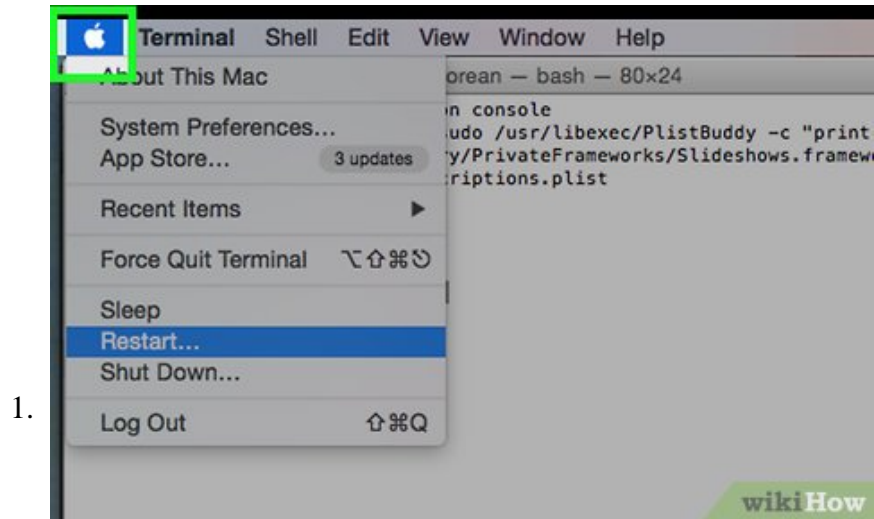 Terminal Shell Edit View Window Help
About This Mac
orean — bash — 80×24
n console
System Preferences...
udo /usr/libexec/PlistBuddy -c "print
App Store... 3 updates
ry/PrivateFrameworks/Slideshows.framewo
riptions.plist
Recent Items
Force Quit Terminal ⌥⇧⌘⎋
Sleep
Restart...
Shut Down...
1.
Log Out ⇧⌘Q
wikiHow